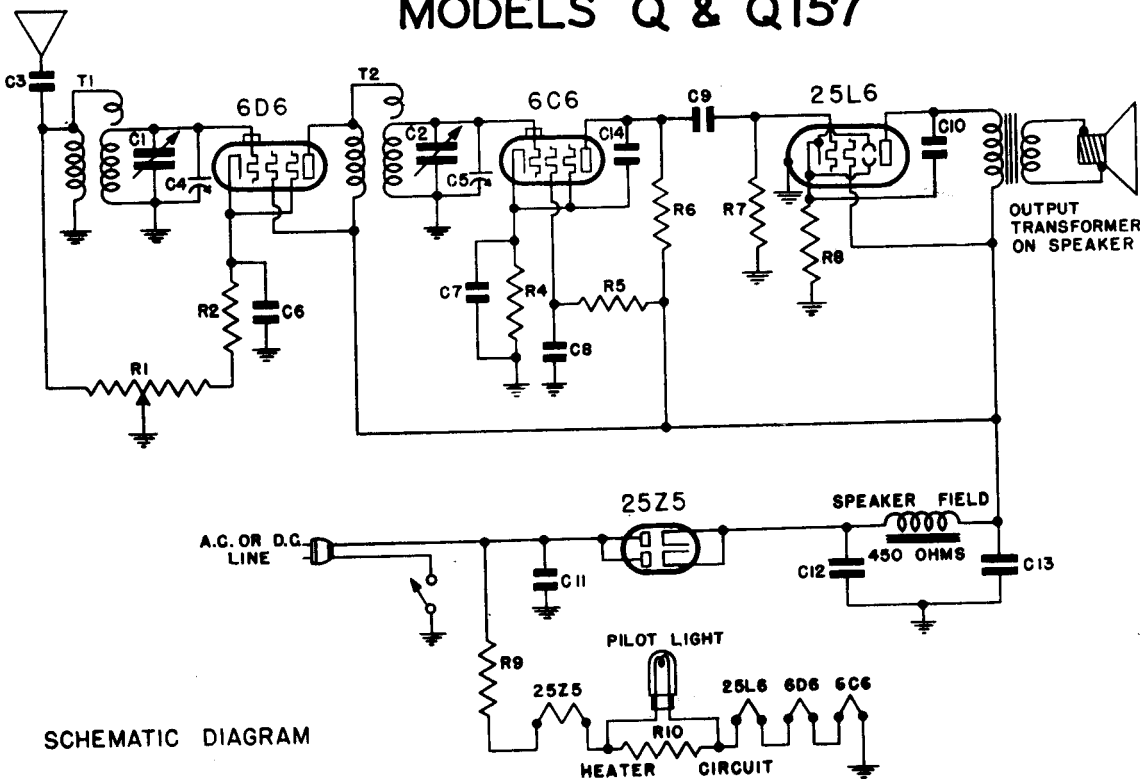 MODELS Q & Q157
C3
T1
T2
6D6
6C6
C9
25L6
C1
C2
C14
C10
C4
C5
R6
R7
R8
OUTPUT
TRANSFORMER
ON SPEAKER
R2
C6
C7
R4
R5
C8
R1
25Z5
SPEAKER FIELD
450 OHMS
A.C. OR D.C.
LINE
C11
C12
C13
PILOT LIGHT
R9
25Z5
25L6 6D6 6C6
R10
SCHEMATIC DIAGRAM
HEATER CIRCUIT